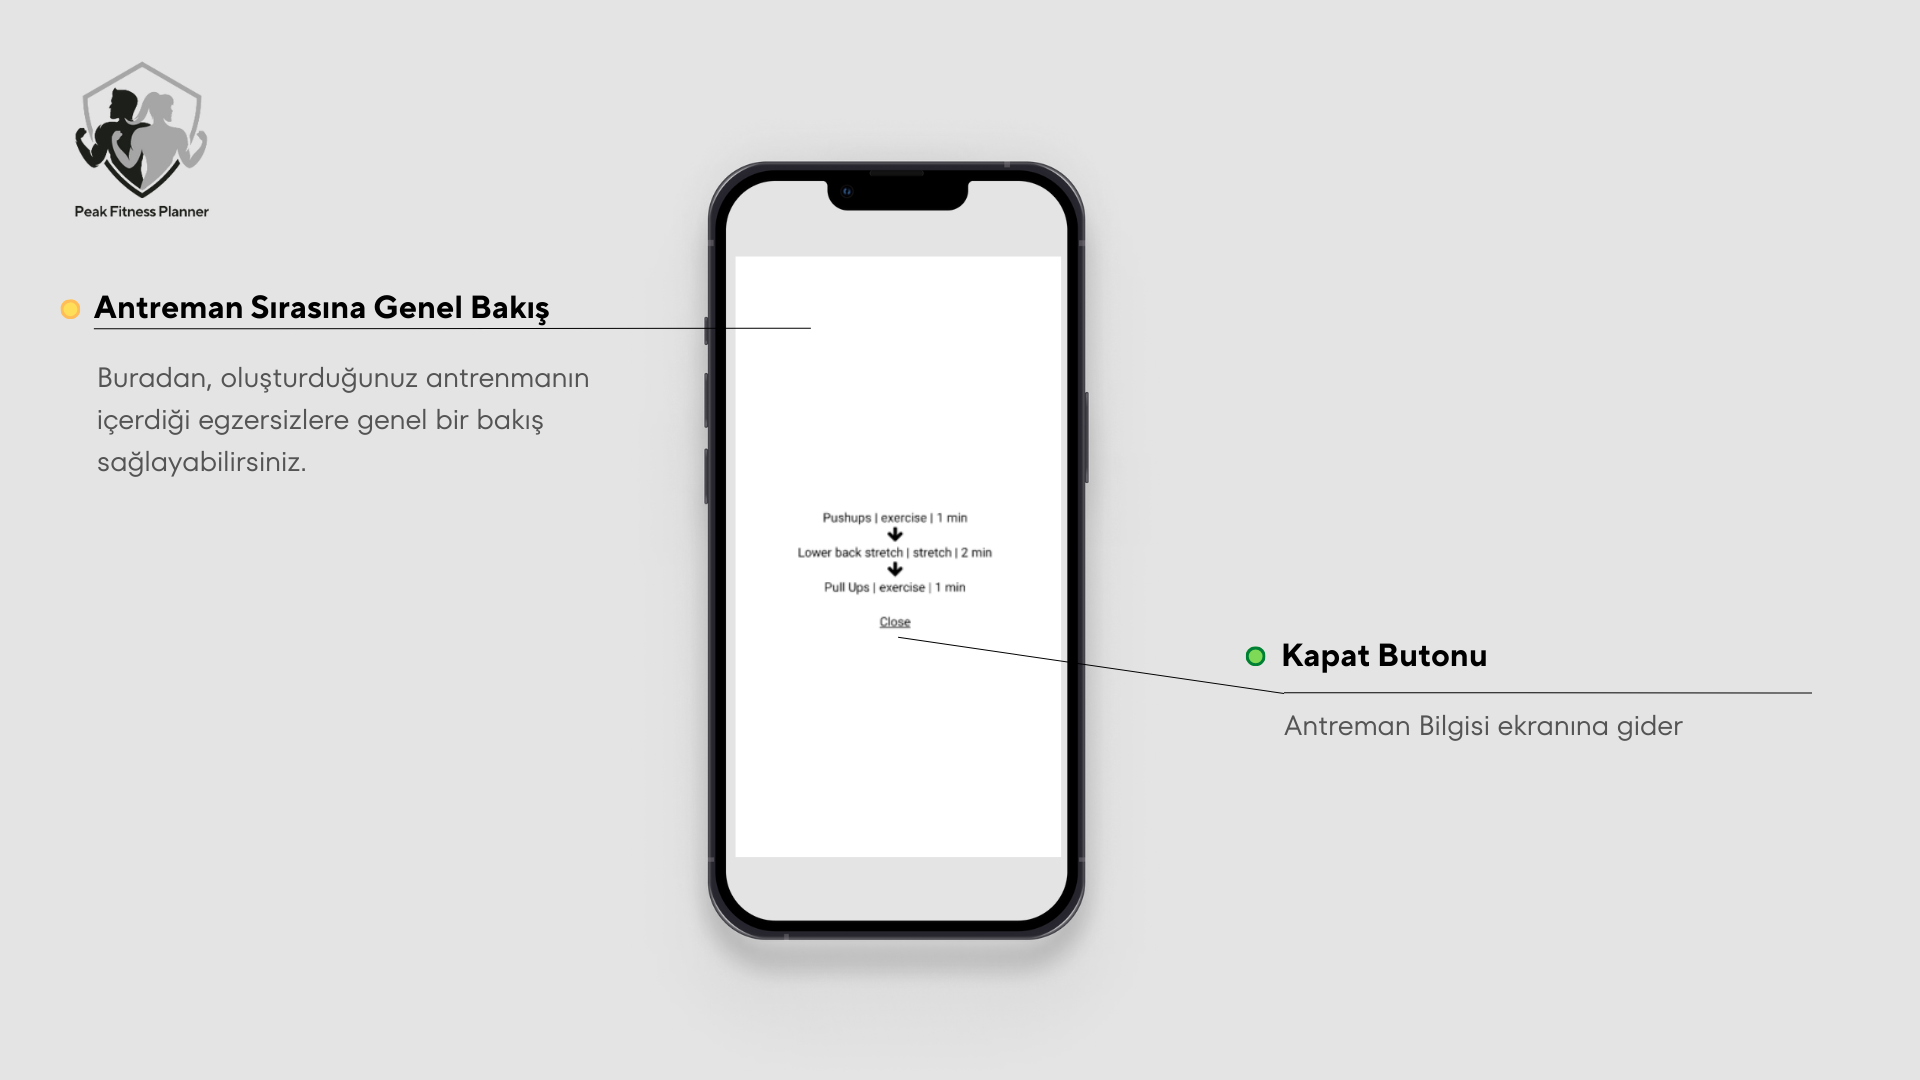 Peak Fitness Planner
Antreman Sırasına Genel Bakış
Buradan, oluşturduğunuz antrenmanın
içerdiği egzersizlere genel bir bakış
sağlayabilirsiniz.
Pushups | exercise | 1 min
Lower back stretch | stretch | 2 min
Pull Ups | exercise | 1 min
Close
Kapat Butonu
Antreman Bilgisi ekranına gider